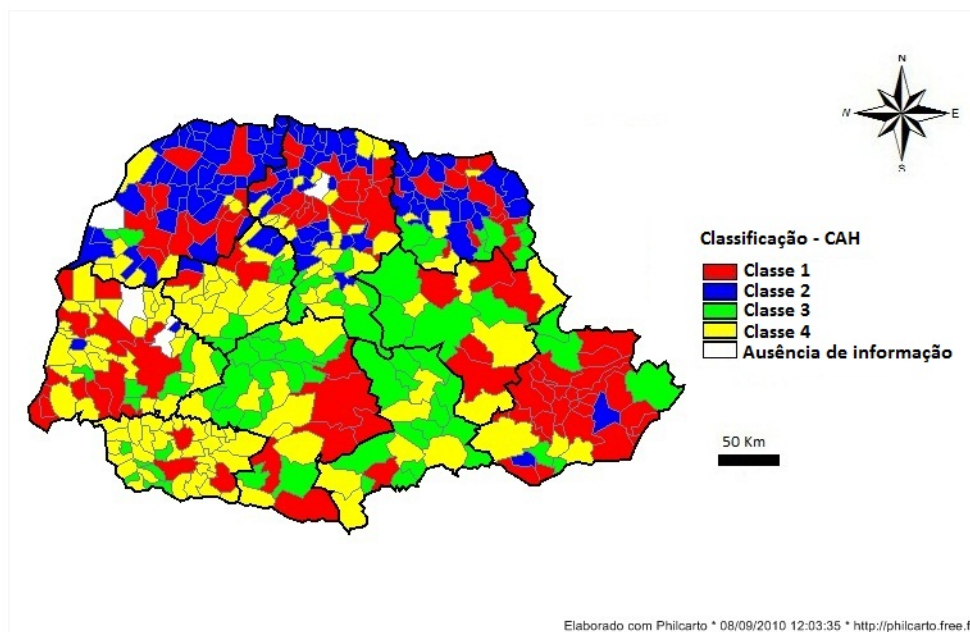 N
W E
S
Classificação - CAH
Classe 1
Classe 2
Classe 3
Classe 4
Ausência de informação
50 Km
Elaborado com Philcarto * 08/09/2010 12:03:35 * http://philcarto.free.f